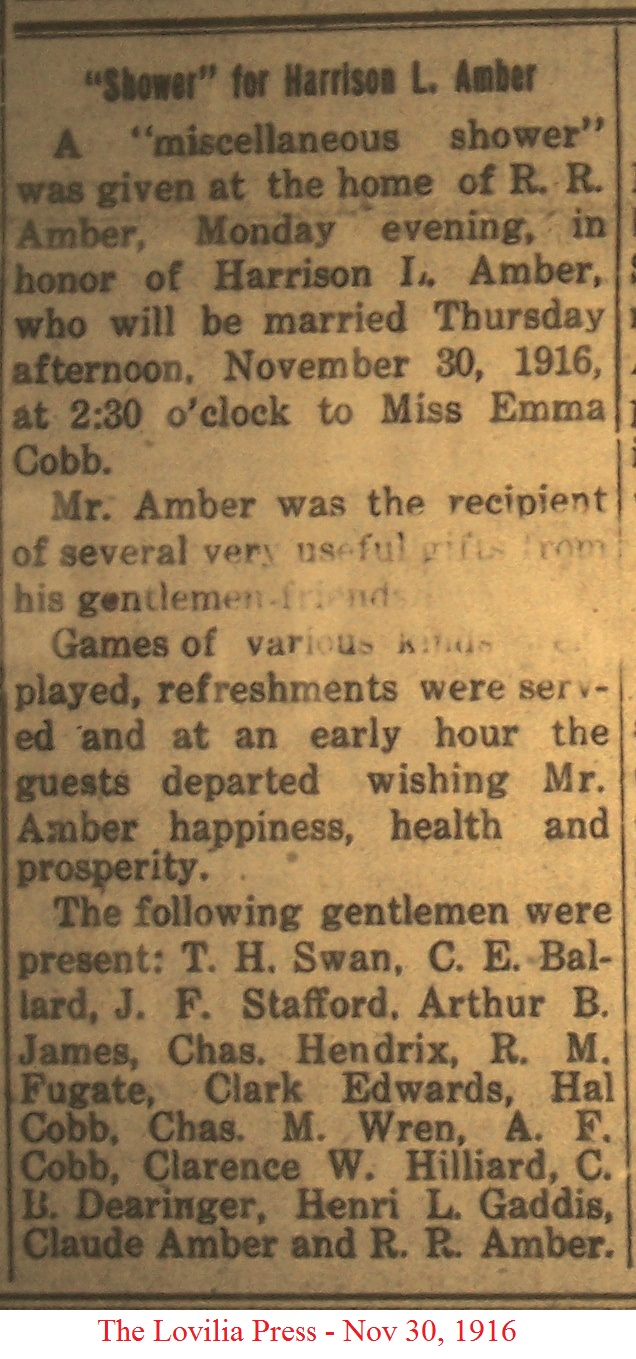 "Shower" for Harrison L. Amber
A "miscellaneous shower"
was given at the home of R. R.
Amber, Monday evening, in
honor of Harrison L. Amber,
who will be married Thursday
afternoon, November 30, 1916,
at 2:30 o'clock to Miss Emma
Cobb.
Mr. Amber was the recipient
of several very useful gifts from
his gentlemen friends
Games of various kinds
played, refreshments were serv-
ed and at an early hour the
guests departed wishing Mr.
Amber happiness, health and
prosperity.
The following gentlemen were
present: T. H. Swan, C. E. Bal-
lard, J. F. Stafford, Arthur B.
James, Chas. Hendrix, R. M.
Fugate, Clark Edwards, Hal
Cobb, Chas. M. Wren, A. F.
Cobb, Clarence W. Hilliard, C.
B. Dearinger, Henri L. Gaddis,
Claude Amber and R. R. Amber.
The Lovilia Press - Nov 30, 1916